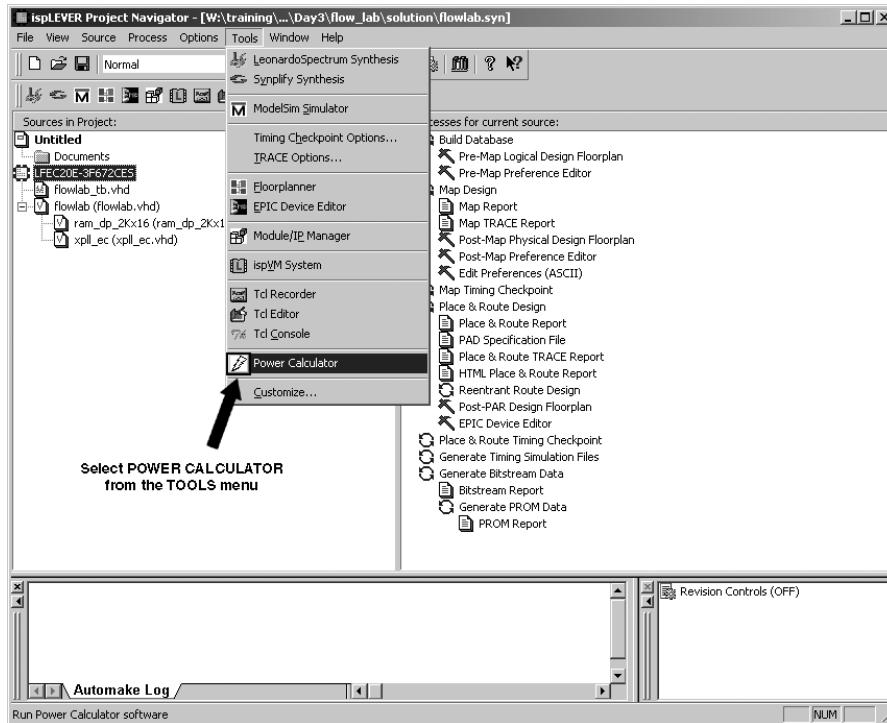 ispLEVER Project Navigator - [W:\training\...\Day3\flow_lab\solution\flowlab.syn]
File View Source Process Options Tools Window Help
Normal
Sources in Project:
Untitled
Documents
LFEC20E-3F672CES
flowlab_tb.vhd
flowlab (flowlab.vhd)
ram_dp_2Kx16 (ram_dp_2Kx1
xpll_ec (xpll_ec.vhd)
LeonardoSpectrum Synthesis
Synplify Synthesis
ModelSim Simulator
Timing Checkpoint Options...
TRACE Options...
Floorplanner
EPIC Device Editor
Module/IP Manager
ispVM System
Tcl Recorder
Tcl Editor
Tcl Console
Power Calculator
Customize...
Select POWER CALCULATOR
from the TOOLS menu
cesses for current source:
Build Database
Pre-Map Logical Design Floorplan
Pre-Map Preference Editor
Map Design
Map Report
Map TRACE Report
Post-Map Physical Design Floorplan
Post-Map Preference Editor
Edit Preferences (ASCII)
Map Timing Checkpoint
Place & Route Design
Place & Route Report
PAD Specification File
Place & Route TRACE Report
HTML Place & Route Report
Reentrant Route Design
Post-PAR Design Floorplan
EPIC Device Editor
Place & Route Timing Checkpoint
Generate Timing Simulation Files
Generate Bitstream Data
Bitstream Report
Generate PROM Data
PROM Report
Automake Log
Revision Controls (OFF)
Run Power Calculator software
NUM